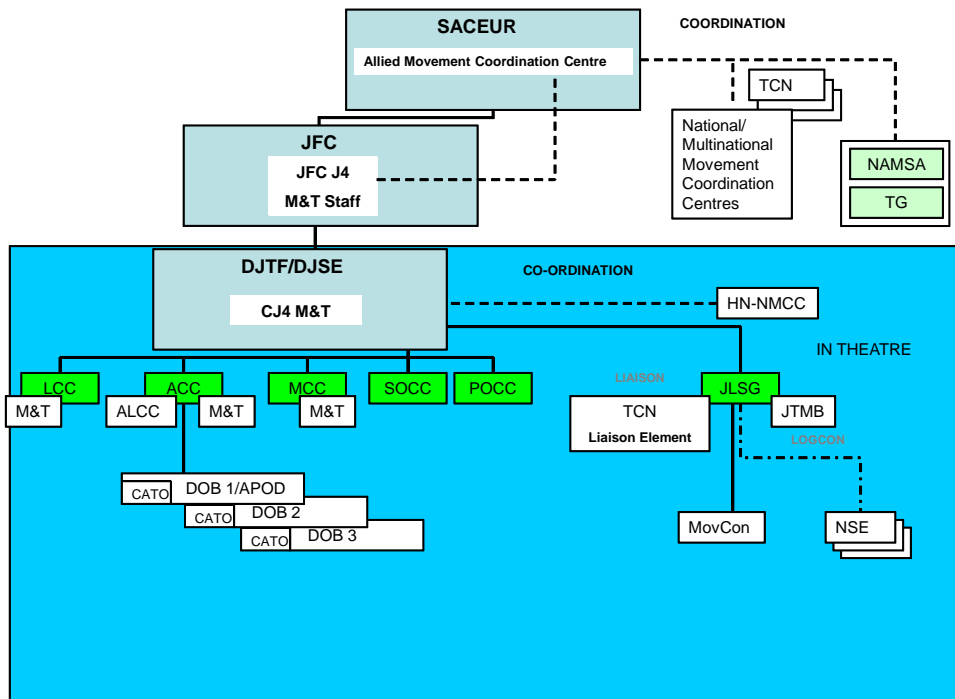 SACEUR
COORDINATION
Allied Movement Coordination Centre
TCN
National/
Multinational
Movement
Coordination
Centres
JFC
JFC J4
M&T Staff
NAMSA
TG
DJTF/DJSE
CO-ORDINATION
CJ4 M&T
HN-NMCC
IN THEATRE
LCC
ACC
MCC
SOCC
POCC
LIAISON
JLSG
M&T
ALCC
M&T
M&T
TCN
Liaison Element
JTMB
LOGCON
DOB 1/APOD
CATO
DOB 2
CATO
DOB 3
CATO
MovCon
NSE